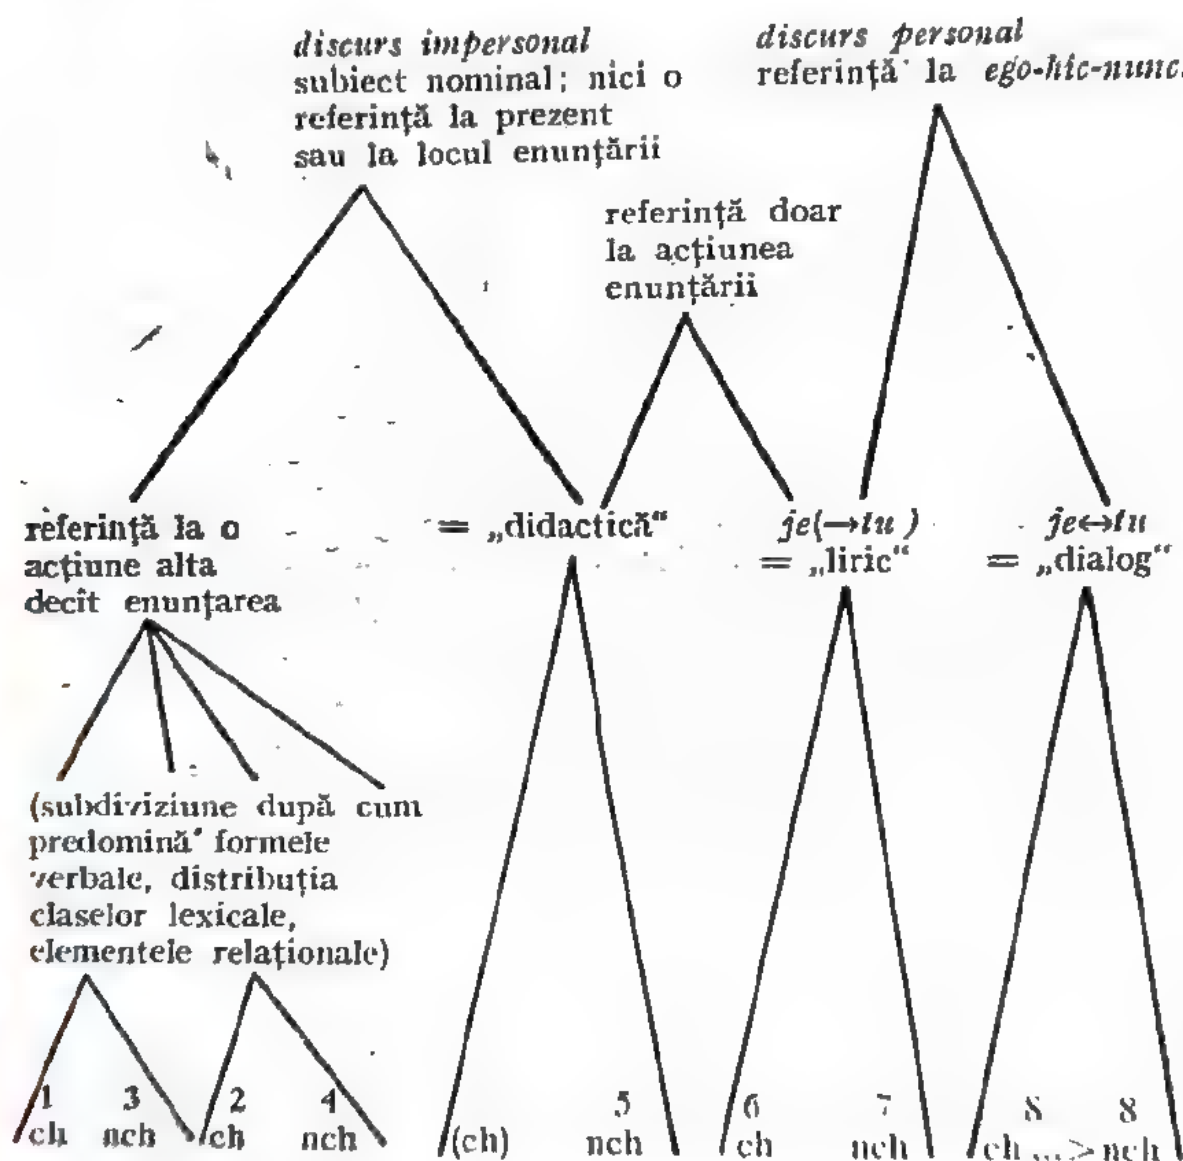 discurs impersonal
subiect nominal; nici o
referință la prezent
sau la locul enunțării
discurs personal
referință la ego-hic-nunc.
referință doar
la acțiunea
enunțării
referință la o
acțiune alta
decît enunțarea
= „didactică“
je(→tu)
= „liric“
je↔tu
= „dialog“
(subdiviziune după cum
predomină formele
verbale, distribuția
claselor lexicale,
elementele relaționale)
1 3 2 4 5 6 7 8 8
ch nch ch nch (ch) nch ch nch ch ...> nch